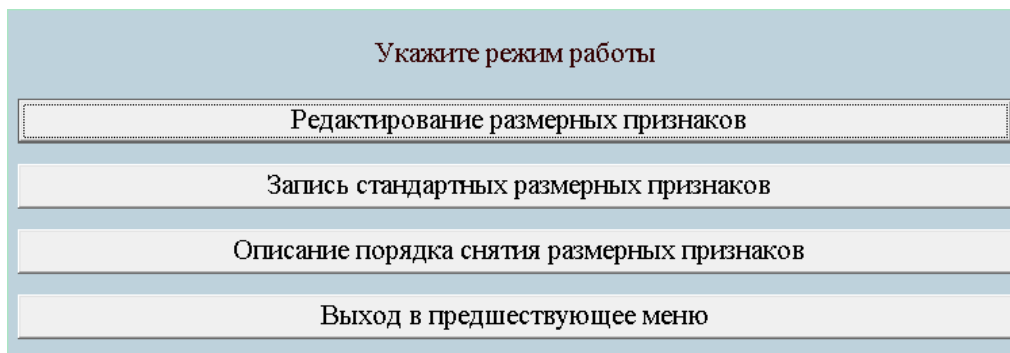 Укажите режим работы
Редактирование размерных признаков
Запись стандартных размерных признаков
Описание порядка снятия размерных признаков
Выход в предшествующее меню